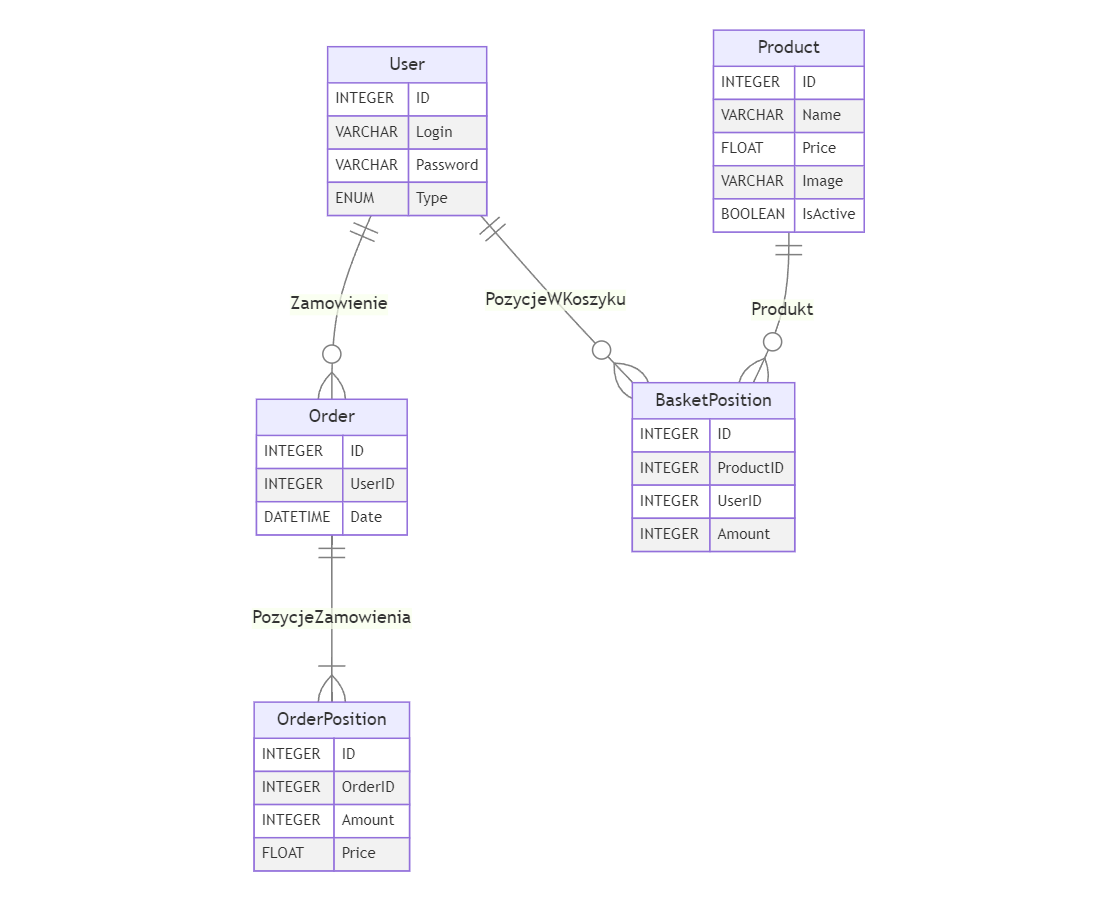 User
INTEGER ID
VARCHAR Login
VARCHAR Password
ENUM Type
Product
INTEGER ID
VARCHAR Name
FLOAT Price
VARCHAR Image
BOOLEAN IsActive
Zamowienie
PozycjeWKoszyku
Produkt
Order
INTEGER ID
INTEGER UserID
DATETIME Date
BasketPosition
INTEGER ID
INTEGER ProductID
INTEGER UserID
INTEGER Amount
PozycjeZamowienia
OrderPosition
INTEGER ID
INTEGER OrderID
INTEGER Amount
FLOAT Price